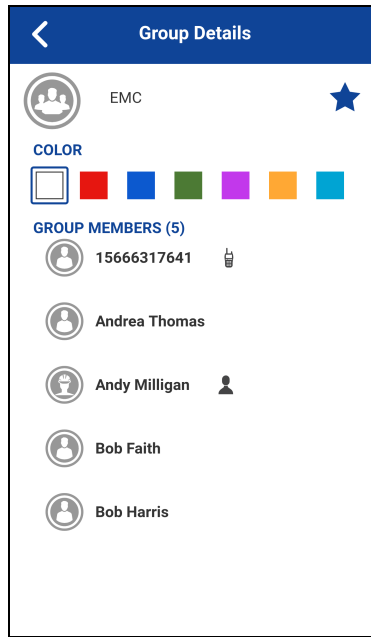 Group Details
EMC
COLOR
GROUP MEMBERS (5)
15666317641
Andrea Thomas
Andy Milligan
Bob Faith
Bob Harris